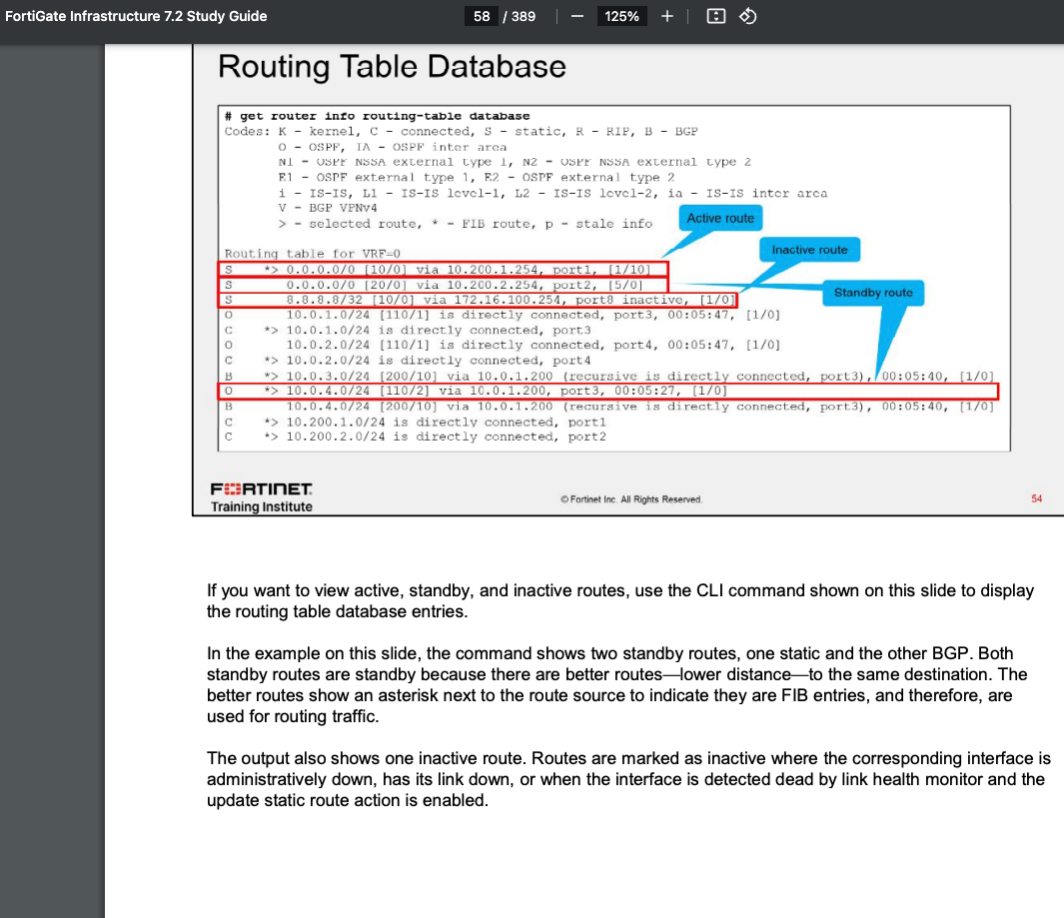 FortiGate Infrastructure 7.2 Study Guide
58 / 389
125%
Routing Table Database
# get router info routing-table database
Codes: K - kernel, C - connected, S - static, R - RIP, B - BGP
O - OSPF, IA - OSPF inter area
N1 - OSPF NSSA external type 1, N2 - OSPF NSSA external type 2
E1 - OSPF external type 1, E2 - OSPF external type 2
i - IS-IS, L1 - IS-IS level-1, L2 - IS-IS level-2, ia - IS-IS inter area
V - BGP VPNv4
> - selected route, * - FIB route, p - stale info
Active route
Inactive route
Standby route
Routing table for VRF=0
S *> 0.0.0.0/0 [10/0] via 10.200.1.254, port1, [1/10]
S 0.0.0.0/0 [20/0] via 10.200.2.254, port2, [5/0]
S 8.8.8.8/32 [10/0] via 172.16.100.254, port8 inactive, [1/0]
O 10.0.1.0/24 [110/1] is directly connected, port3, 00:05:47, [1/0]
C *> 10.0.1.0/24 is directly connected, port3
O 10.0.2.0/24 [110/1] is directly connected, port4, 00:05:47, [1/0]
C *> 10.0.2.0/24 is directly connected, port4
B *> 10.0.3.0/24 [200/10] via 10.0.1.200 (recursive is directly connected, port3), 00:05:40, [1/0]
O *> 10.0.4.0/24 [110/2] via 10.0.1.200, port3, 00:05:27, [1/0]
B 10.0.4.0/24 [200/10] via 10.0.1.200 (recursive is directly connected, port3), 00:05:40, [1/0]
C *> 10.200.1.0/24 is directly connected, port1
C *> 10.200.2.0/24 is directly connected, port2
FORTINET
Training Institute
© Fortinet Inc. All Rights Reserved.
54
If you want to view active, standby, and inactive routes, use the CLI command shown on this slide to display
the routing table database entries.
In the example on this slide, the command shows two standby routes, one static and the other BGP. Both
standby routes are standby because there are better routes—lower distance—to the same destination. The
better routes show an asterisk next to the route source to indicate they are FIB entries, and therefore, are
used for routing traffic.
The output also shows one inactive route. Routes are marked as inactive where the corresponding interface is
administratively down, has its link down, or when the interface is detected dead by link health monitor and the
update static route action is enabled.